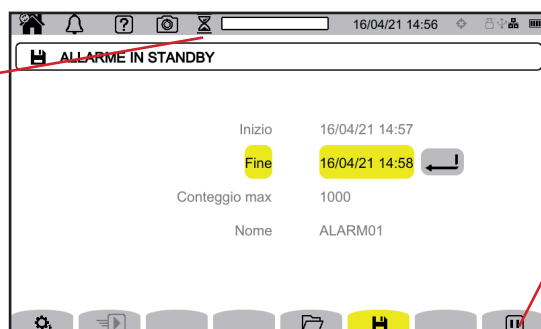 16/04/21 14:56
ALLARME IN STANDBY
Inizio 16/04/21 14:57
Fine 16/04/21 14:58
Conteggio max 1000
Nome ALARM01